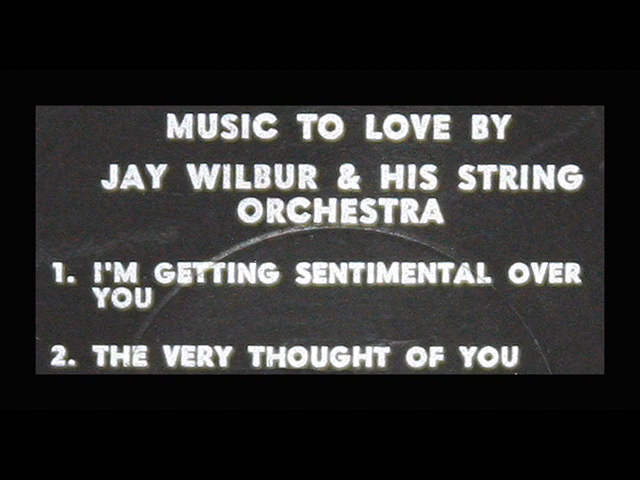 MUSIC TO LOVE BY
JAY WILBUR & HIS STRING
ORCHESTRA
1. I'M GETTING SENTIMENTAL OVER
YOU
2. THE VERY THOUGHT OF YOU